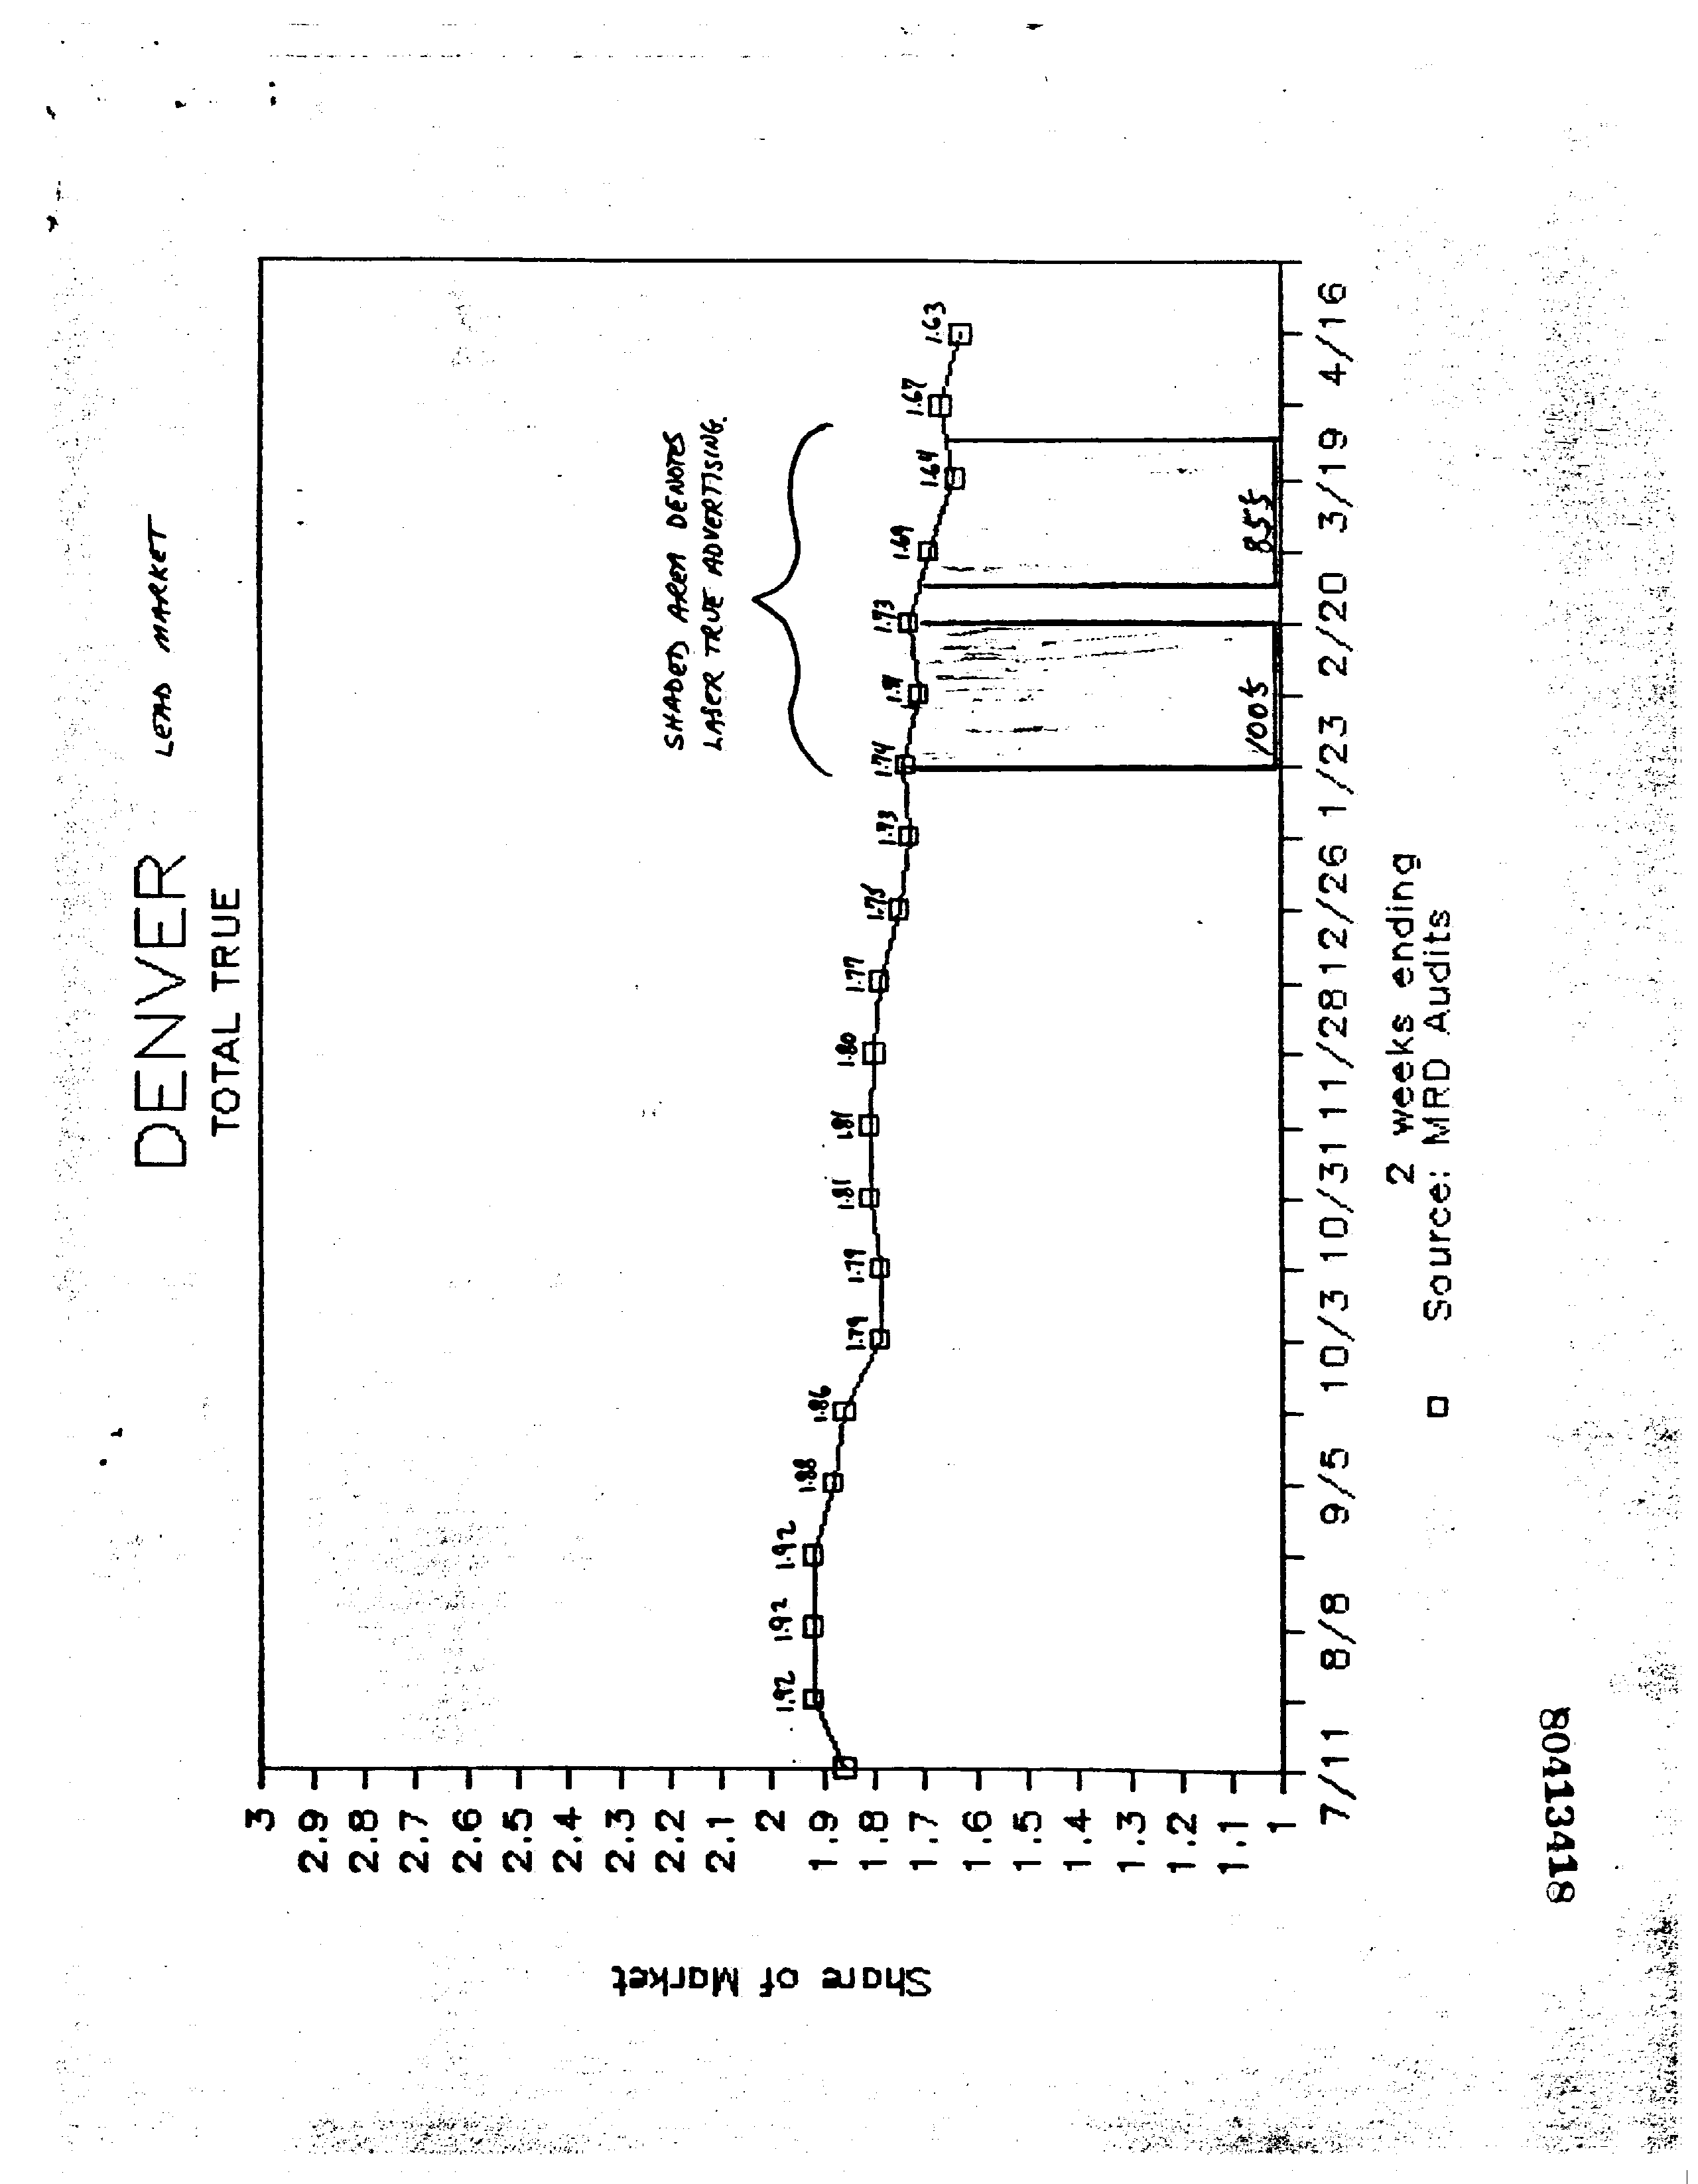 DENVER LEAD MARKET
TOTAL TRUE
SHADED AREA DENOTES
LASER TRUE ADVERTISING.
3
2.9
2.8
2.7
2.6
2.5
2.4
2.3
2.2
2.1
2
1.9
1.8
1.7
1.6
1.5
1.4
1.3
1.2
1.1
1
Share of Market
1.92 1.92 1.92 1.88 1.86 1.79 1.79 1.81 1.81 1.80 1.77 1.75 1.73 1.74 1.71 1.73 1.69 1.64 1.67 1.63
7/11 8/8 9/5 10/3 10/31 11/28 12/26 1/23 2/20 3/19 4/16
2 weeks ending
Source: MRD Audits
80413418